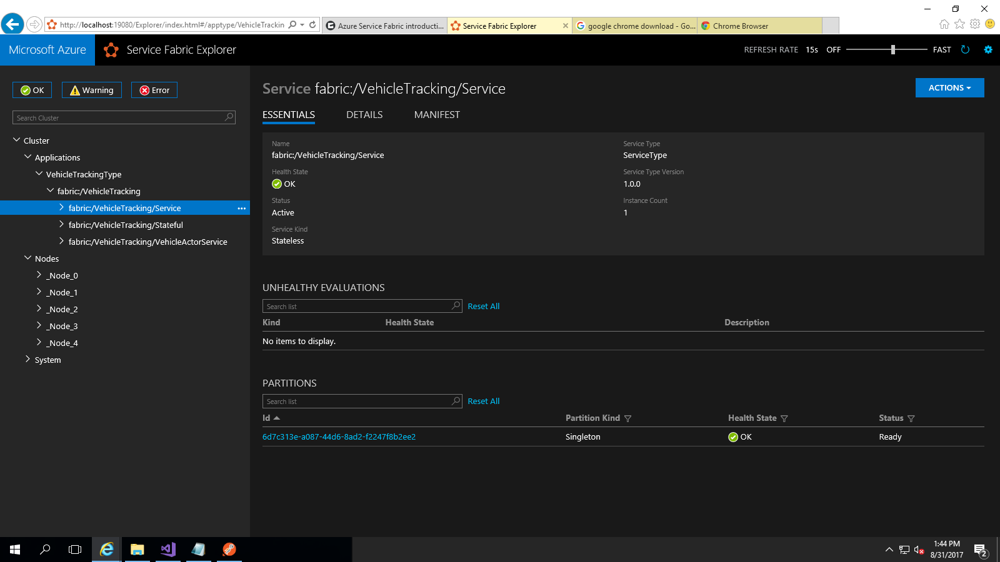 http://localhost:19080/Explorer/index.html#/apptype/VehicleTrackin
Azure Service Fabric introducti...
Service Fabric Explorer
google chrome download - Go...
Chrome Browser
Microsoft Azure
Service Fabric Explorer
REFRESH RATE 15s OFF FAST
OK
Warning
Error
Search Cluster
Cluster
Applications
VehicleTrackingType
fabric:/VehicleTracking
fabric:/VehicleTracking/Service
fabric:/VehicleTracking/Stateful
fabric:/VehicleTracking/VehicleActorService
Nodes
_Node_0
_Node_1
_Node_2
_Node_3
_Node_4
System
Service fabric:/VehicleTracking/Service
ACTIONS
ESSENTIALS DETAILS MANIFEST
Name
fabric:/VehicleTracking/Service
Health State
OK
Status
Active
Service Kind
Stateless
Service Type
ServiceType
Service Type Version
1.0.0
Instance Count
1
UNHEALTHY EVALUATIONS
Search list
Reset All
Kind Health State Description
No items to display.
PARTITIONS
Search list
Reset All
Id Partition Kind Health State Status
6d7c313e-a087-44d6-8ad2-f2247f8b2ee2 Singleton OK Ready
1:44 PM
8/31/2017
2